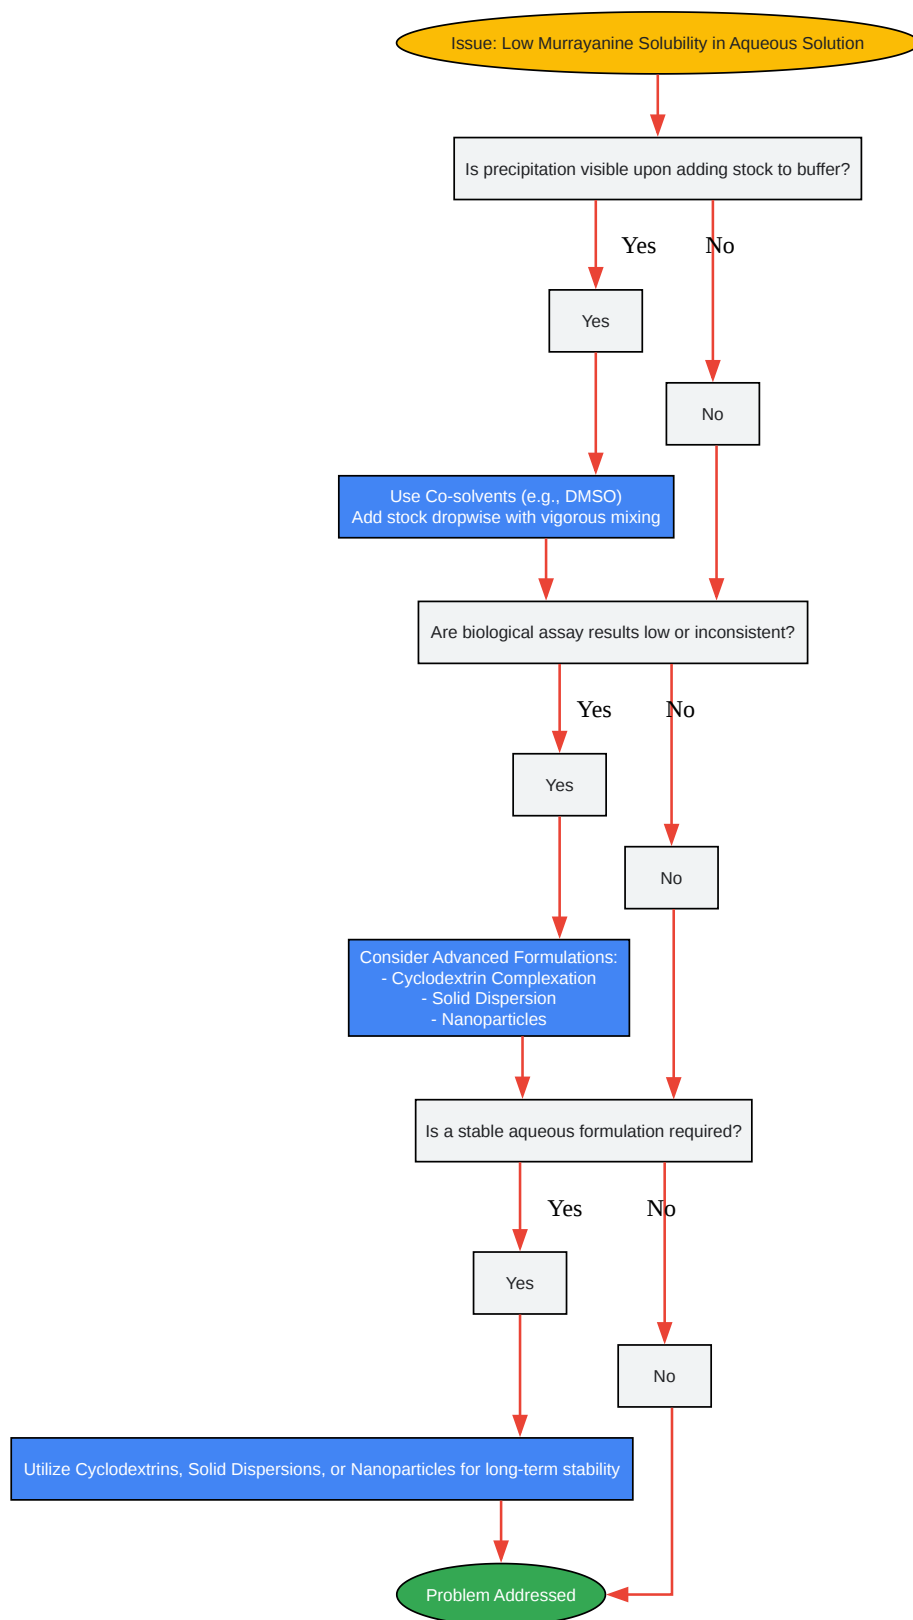 Issue: Low Murrayanine Solubility in Aqueous Solution
Is precipitation visible upon adding stock to buffer?
Yes
No
Yes
No
Use Co-solvents (e.g., DMSO)
Add stock dropwise with vigorous mixing
Are biological assay results low or inconsistent?
Yes
No
Yes
No
Consider Advanced Formulations:
- Cyclodextrin Complexation
- Solid Dispersion
- Nanoparticles
Is a stable aqueous formulation required?
Yes
No
Yes
No
Utilize Cyclodextrins, Solid Dispersions, or Nanoparticles for long-term stability
Problem Addressed